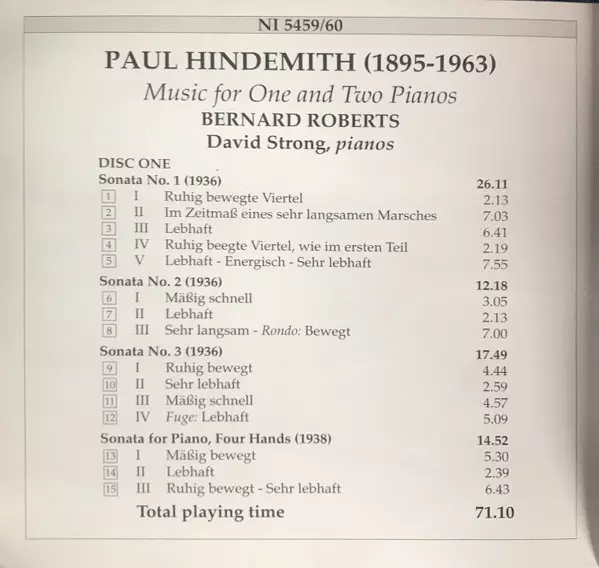 NI 5459/60
PAUL HINDEMITH (1895-1963)
Music for One and Two Pianos
BERNARD ROBERTS
David Strong, pianos
DISC ONE
Sonata No. 1 (1936) 26.11
1 I Ruhig bewegte Viertel 2.13
2 II Im Zeitmaß eines sehr langsamen Marsches 7.03
3 III Lebhaft 6.41
4 IV Ruhig beegte Viertel, wie im ersten Teil 2.19
5 V Lebhaft - Energisch - Sehr lebhaft 7.55
Sonata No. 2 (1936) 12.18
6 I Mäßig schnell 3.05
7 II Lebhaft 2.13
8 III Sehr langsam - Rondo: Bewegt 7.00
Sonata No. 3 (1936) 17.49
9 I Ruhig bewegt 4.44
10 II Sehr lebhaft 2.59
11 III Mäßig schnell 4.57
12 IV Fuge: Lebhaft 5.09
Sonata for Piano, Four Hands (1938) 14.52
13 I Mäßig bewegt 5.30
14 II Lebhaft 2.39
15 III Ruhig bewegt - Sehr lebhaft 6.43
Total playing time 71.10